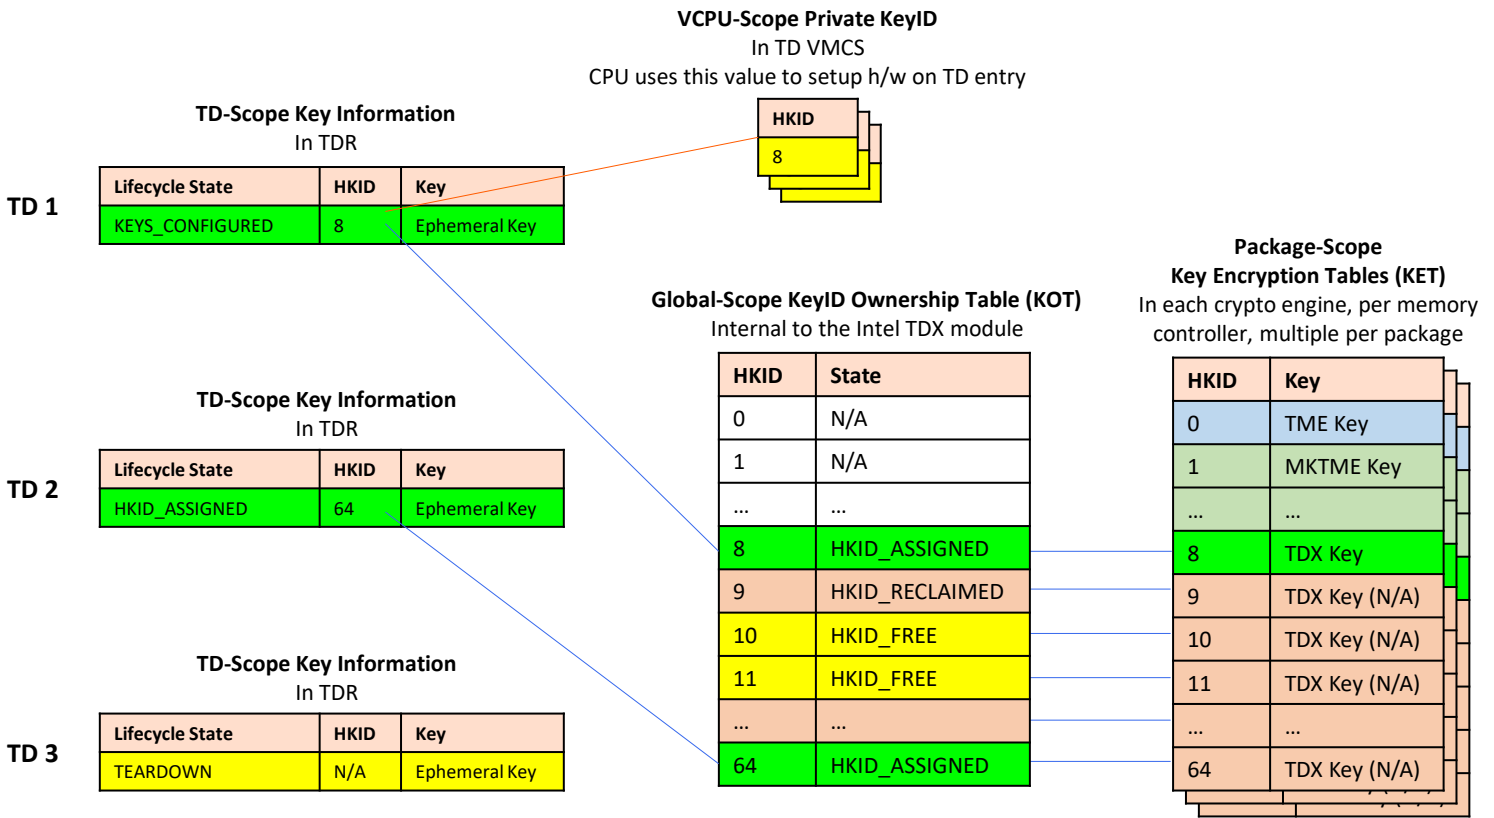 VCPU-Scope Private KeyID
In TD VMCS
CPU uses this value to setup h/w on TD entry
HKID
8
TD-Scope Key Information
In TDR
TD 1
Lifecycle State HKID Key
KEYS_CONFIGURED 8 Ephemeral Key
TD-Scope Key Information
In TDR
TD 2
Lifecycle State HKID Key
HKID_ASSIGNED 64 Ephemeral Key
TD-Scope Key Information
In TDR
TD 3
Lifecycle State HKID Key
TEARDOWN N/A Ephemeral Key
Global-Scope KeyID Ownership Table (KOT)
Internal to the Intel TDX module
HKID State
0 N/A
1 N/A
... ...
8 HKID_ASSIGNED
9 HKID_RECLAIMED
10 HKID_FREE
11 HKID_FREE
... ...
64 HKID_ASSIGNED
Package-Scope
Key Encryption Tables (KET)
In each crypto engine, per memory
controller, multiple per package
HKID Key
0 TME Key
1 MKTME Key
... ...
8 TDX Key
9 TDX Key (N/A)
10 TDX Key (N/A)
11 TDX Key (N/A)
... ...
64 TDX Key (N/A)